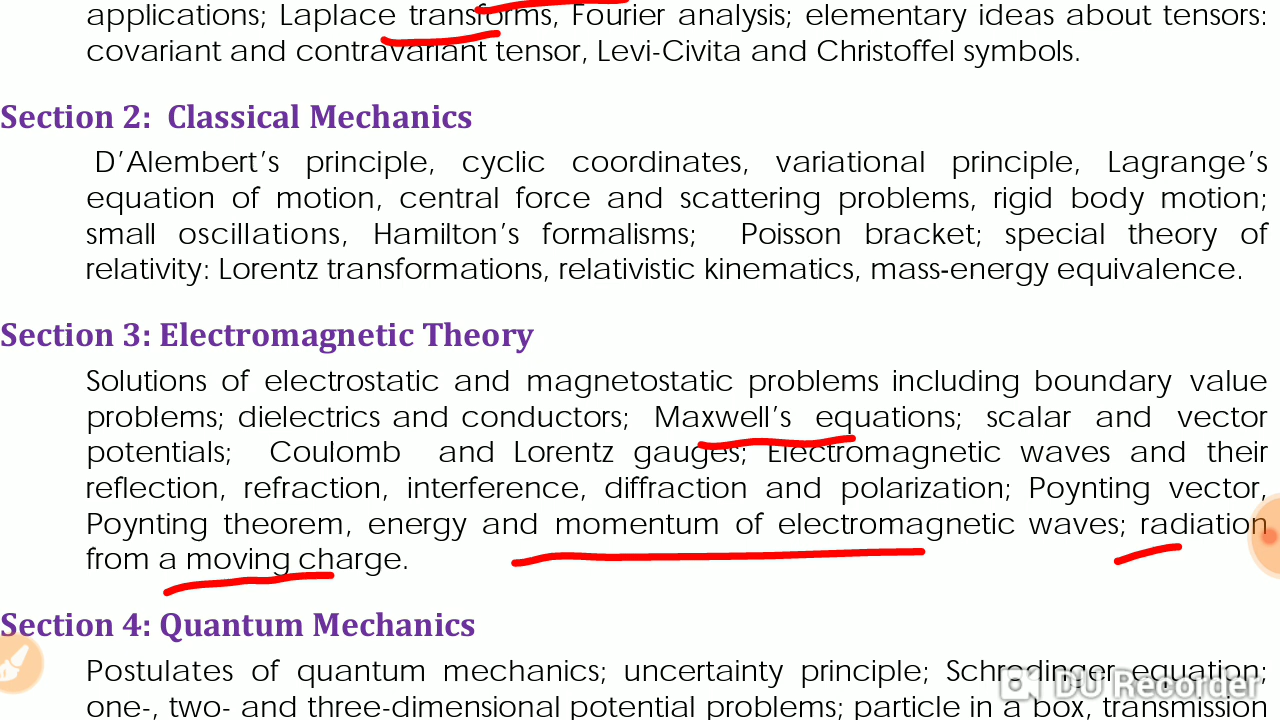 applications; Laplace transforms, Fourier analysis; elementary ideas about tensors:
covariant and contravariant tensor, Levi-Civita and Christoffel symbols.
Section 2: Classical Mechanics
D’Alembert’s principle, cyclic coordinates, variational principle, Lagrange’s
equation of motion, central force and scattering problems, rigid body motion;
small oscillations, Hamilton’s formalisms; Poisson bracket; special theory of
relativity: Lorentz transformations, relativistic kinematics, mass-energy equivalence.
Section 3: Electromagnetic Theory
Solutions of electrostatic and magnetostatic problems including boundary value
problems; dielectrics and conductors; Maxwell’s equations; scalar and vector
potentials; Coulomb and Lorentz gauges; Electromagnetic waves and their
reflection, refraction, interference, diffraction and polarization; Poynting vector,
Poynting theorem, energy and momentum of electromagnetic waves; radiation
from a moving charge.
Section 4: Quantum Mechanics
Postulates of quantum mechanics; uncertainty principle; Schrodinger equation;
one-, two- and three-dimensional potential problems; particle in a box, transmission
DU Recorder